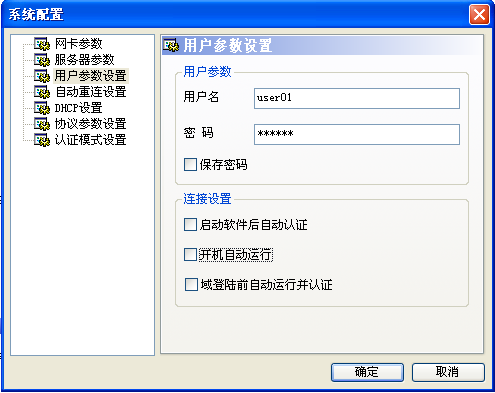 系统配置
网卡参数
服务器参数
用户参数设置
自动重连设置
DHCP设置
协议参数设置
认证模式设置
用户参数设置
用户参数
用户名 user01
密 码 ******
保存密码
连接设置
启动软件后自动认证
开机自动运行
域登陆前自动运行并认证
确定 取消